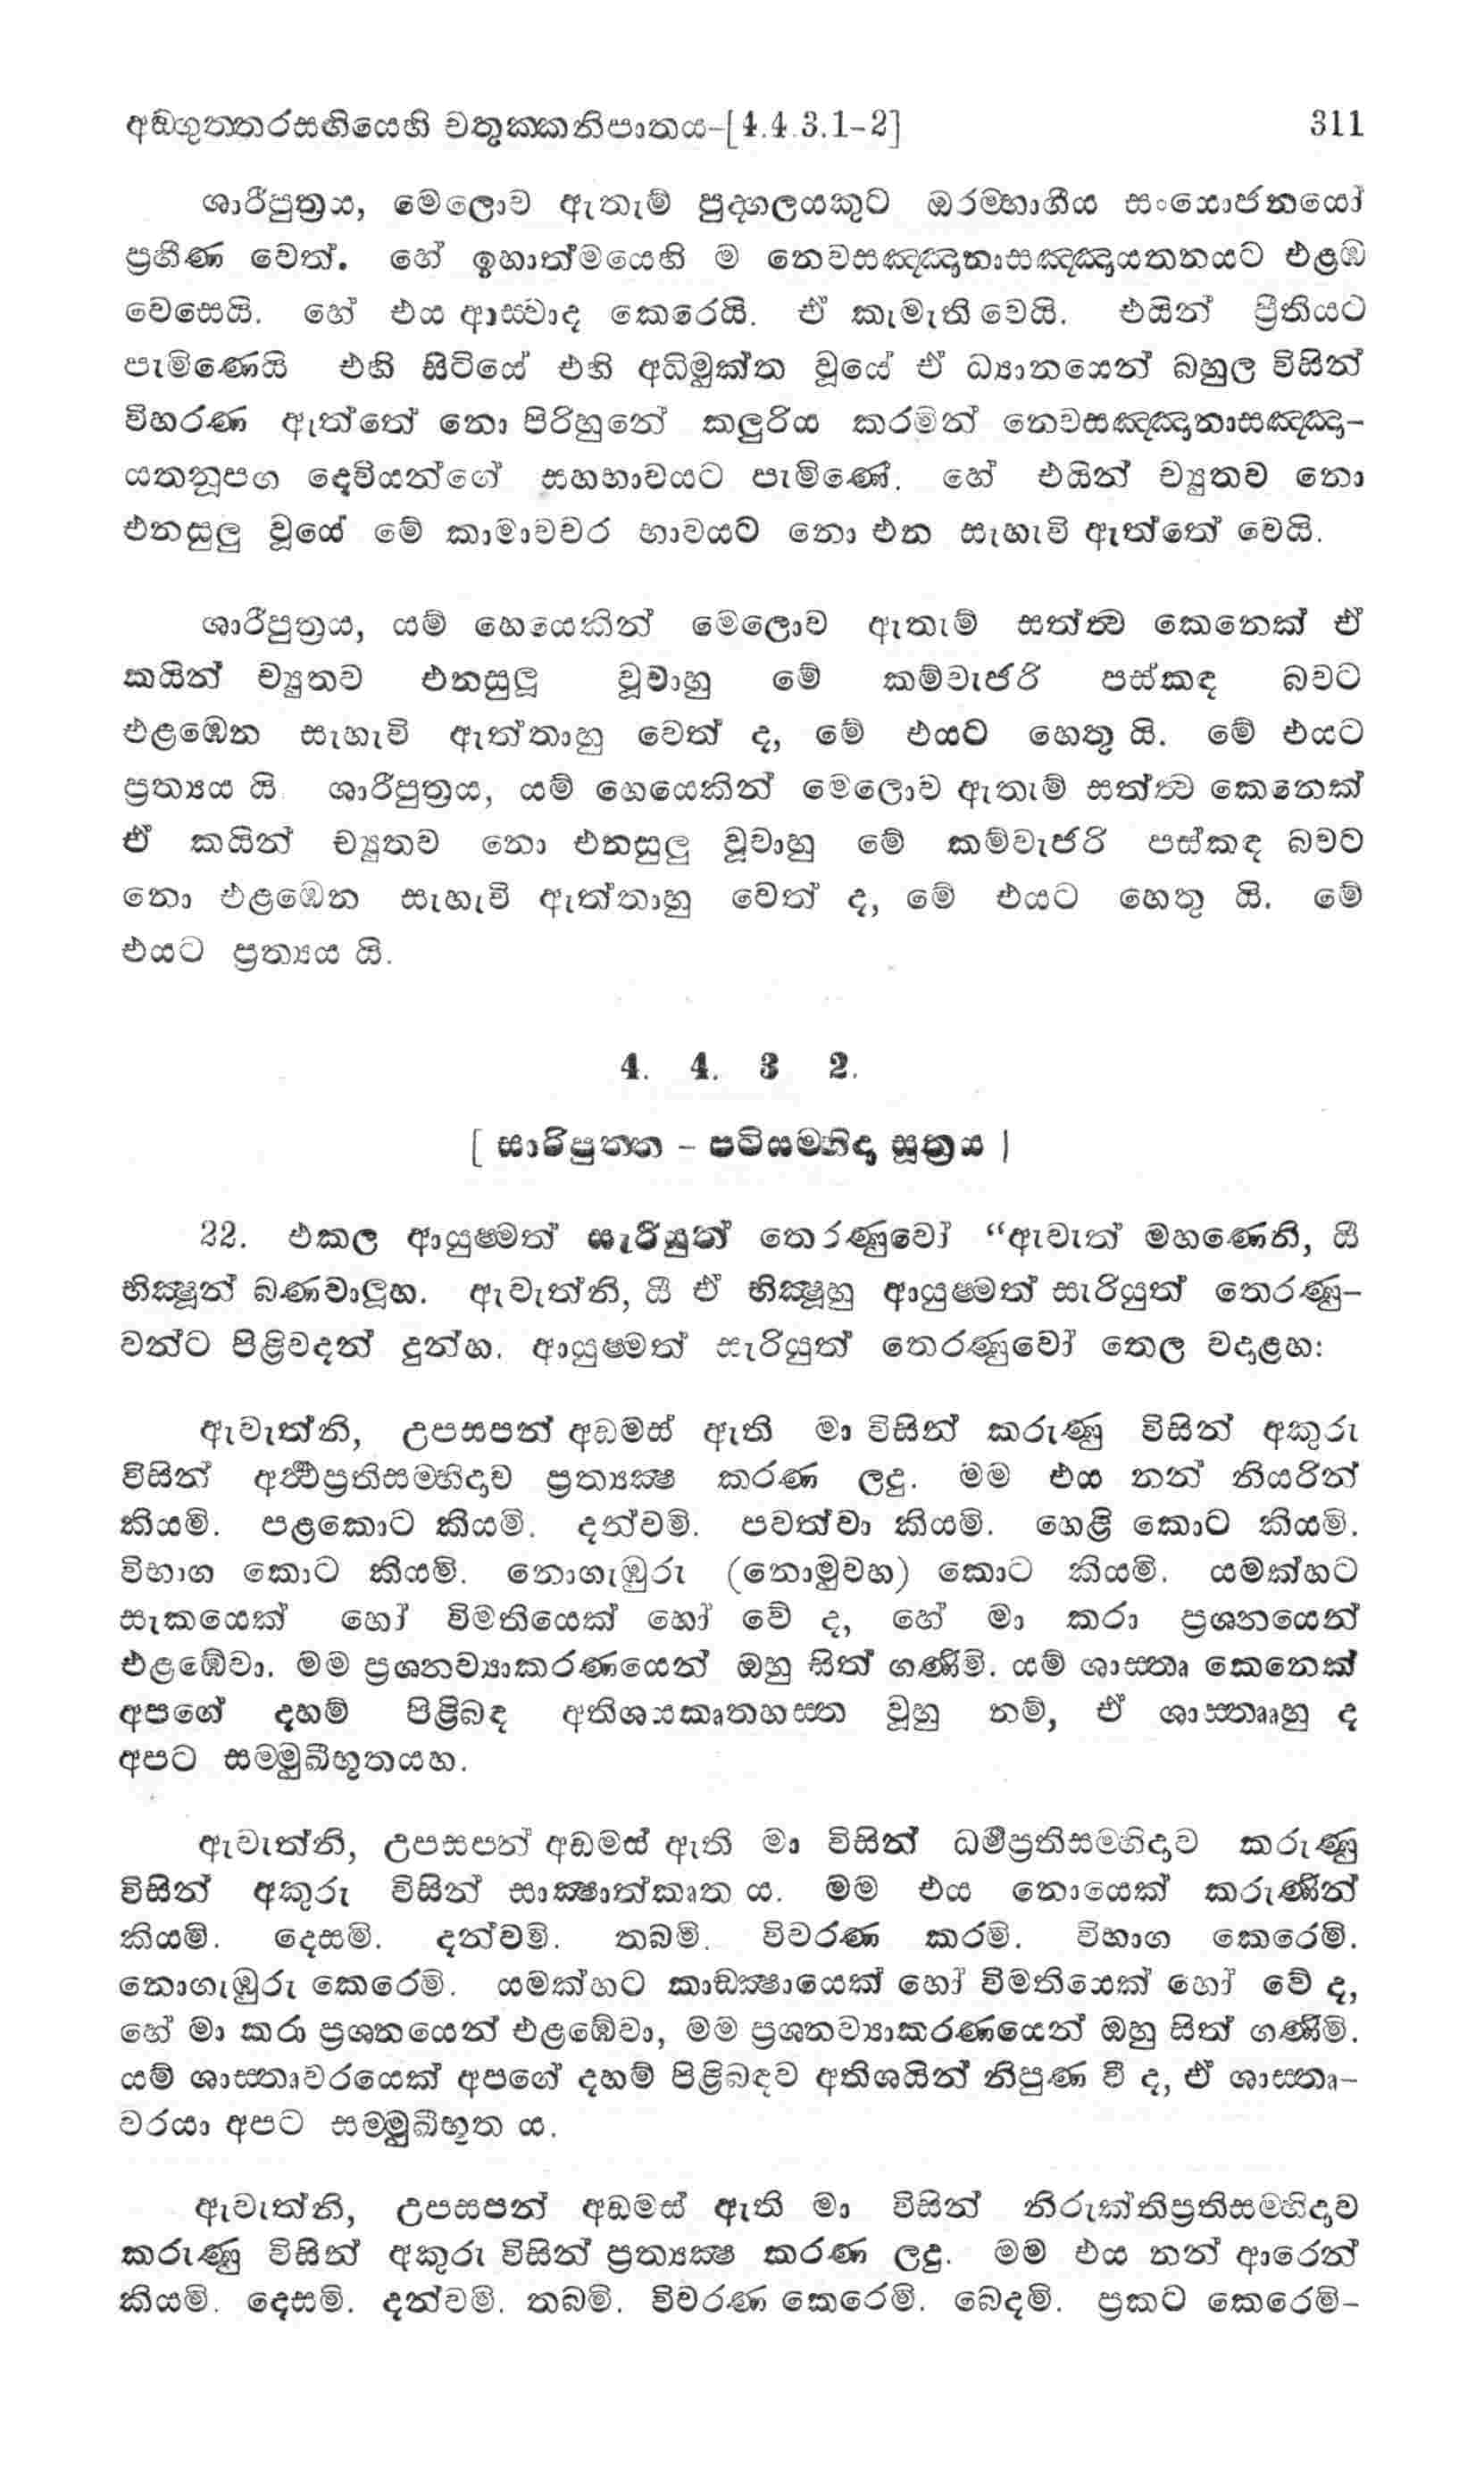 අඞ්ගුත්තරසඟියෙහි චතුක්කනිපාතය-[4.4.3.1-2] 311
ශාරීපුත්‍රය, මෙලොව ඇතැම් පුද්ගලයකුට ඔරම්භාගීය සංයොජනයෝ
ප්‍රහීණ වෙත්. හේ ඉහාත්මයෙහි ම නෙවසඤ්ඤානාසඤ්ඤායතනයට එළඹ
වෙසෙයි. හේ එය ආස්වාද කෙරෙයි. ඒ කැමැති වෙයි. එයින් ප්‍රීතියට
පැමිණෙයි එහි සිටියේ එහි අධිමුක්ත වූයේ ඒ ධ්‍යානයෙන් බහුල විසින්
විහරණ ඇත්තේ නො පිරිහුනේ කලුරිය කරමින් නෙවසඤ්ඤානාසඤ්ඤා-
යතනූපග දෙවියන්ගේ සහභාවයට පැමිණේ. හේ එයින් ච්‍යුතව නො
එනසුලු වූයේ මේ කාමාවචර භාවයට නො එන සැහැවි ඇත්තේ වෙයි.
ශාරීපුත්‍රය, යම් හෙයෙකින් මෙලොව ඇතැම් සත්ත්‍ව කෙනෙක් ඒ
කයින් ච්‍යුතව එනසුලූ වූවාහු මේ කම්වැජරි පස්කඳ බවට
එළඹෙන සැහැවි ඇත්තාහු වෙත් ද, මේ එයට හෙතු යි. මේ එයට
ප්‍රත්‍යය යි ශාරීපුත්‍රය, යම් හෙයෙකින් මෙලොව ඇතැම් සත්ත්‍ව කෙනෙක්
ඒ කයින් ච්‍යුතව නො එනසුලු වූවාහු මේ කම්වැජරි පස්කඳ බවට
නො එළඹෙන සැහැවි ඇත්තාහු වෙත් ද, මේ එයට හෙතු යි. මේ
එයට ප්‍රත්‍යය යි.
4. 4. 3 2.
[ සාරිපුත්ත - පටිසම්භිදා සූත්‍රය ]
22. එකල ආයුෂ්මත් සැරියුත් තෙරණුවෝ “ඇවැත් මහණෙනි, යී
භික්‍ෂූන් බණවාලූහ. ඇවැත්නි, යී ඒ භික්‍ෂූහු ආයුෂ්මත් සැරියුත් තෙරණු-
වන්ට පිළිවදන් දුන්හ. ආයුෂ්මත් සැරියුත් තෙරණුවෝ තෙල වදාළහ:
ඇවැත්නි, උපසපන් අඩමස් ඇති මා විසින් කරුණු විසින් අකුරු
විසින් අර්‍ත්‍ථප්‍රතිසම්භිදාව ප්‍රත්‍යක්‍ෂ කරණ ලදු. මම එය නන් නියරින්
කියමි. පළකොට කියමි. දන්වමි. පවත්වා කියමි. හෙළි කොට කියමි.
විභාග කොට කියමි. නොගැඹුරු (නොමුවහ) කොට කියමි. යමක්හට
සැකයෙක් හෝ විමතියෙක් හෝ වේ ද, හේ මා කරා ප්‍රශ්නයෙන්
එළඹේවා. මම ප්‍රශ්නව්‍යාකරණයෙන් ඔහු සිත් ගණිමි. යම් ශාස්තෘ කෙනෙක්
අපගේ දහම් පිළිබඳ අතිශයකෘතහස්ත වූහු නම්, ඒ ශාස්තෲහු ද
අපට සම්මුඛීභූතයහ.
ඇවැත්නි, උපසපන් අඩමස් ඇති මා විසින් ධර්‍මප්‍රතිසම්භිදාව කරුණු
විසින් අකුරු විසින් සාක්‍ෂාත්කෘත ය. මම එය නොයෙක් කරුණින්
කියමි. දෙසමි. දන්වමි. තබමි. විවරණ කරමි. විභාග කෙරෙමි.
නොගැඹුරු කෙරෙමි. යමක්හට කාඞ්ක්‍ෂායෙක් හෝ විමතියෙක් හෝ වේ ද,
හේ මා කරා ප්‍රශ්නයෙන් එළඹේවා, මම ප්‍රශ්නව්‍යාකරණයෙන් ඔහු සිත් ගණිමි.
යම් ශාස්තෘවරයෙක් අපගේ දහම් පිළිබඳව අතිශයින් නිපුණ වී ද, ඒ ශාස්තෘ-
වරයා අපට සම්මුඛීභූත ය.
ඇවැත්නි, උපසපන් අඩමස් ඇති මා විසින් නිරුක්තිප්‍රතිසම්භිදාව
කරුණු විසින් අකුරු විසින් ප්‍රත්‍යක්‍ෂ කරණ ලදු. මම එය නන් ආරෙන්
කියමි. දෙසමි. දන්වමි. තබමි. විවරණ කෙරෙමි. බෙදමි. ප්‍රකට කෙරෙමි-